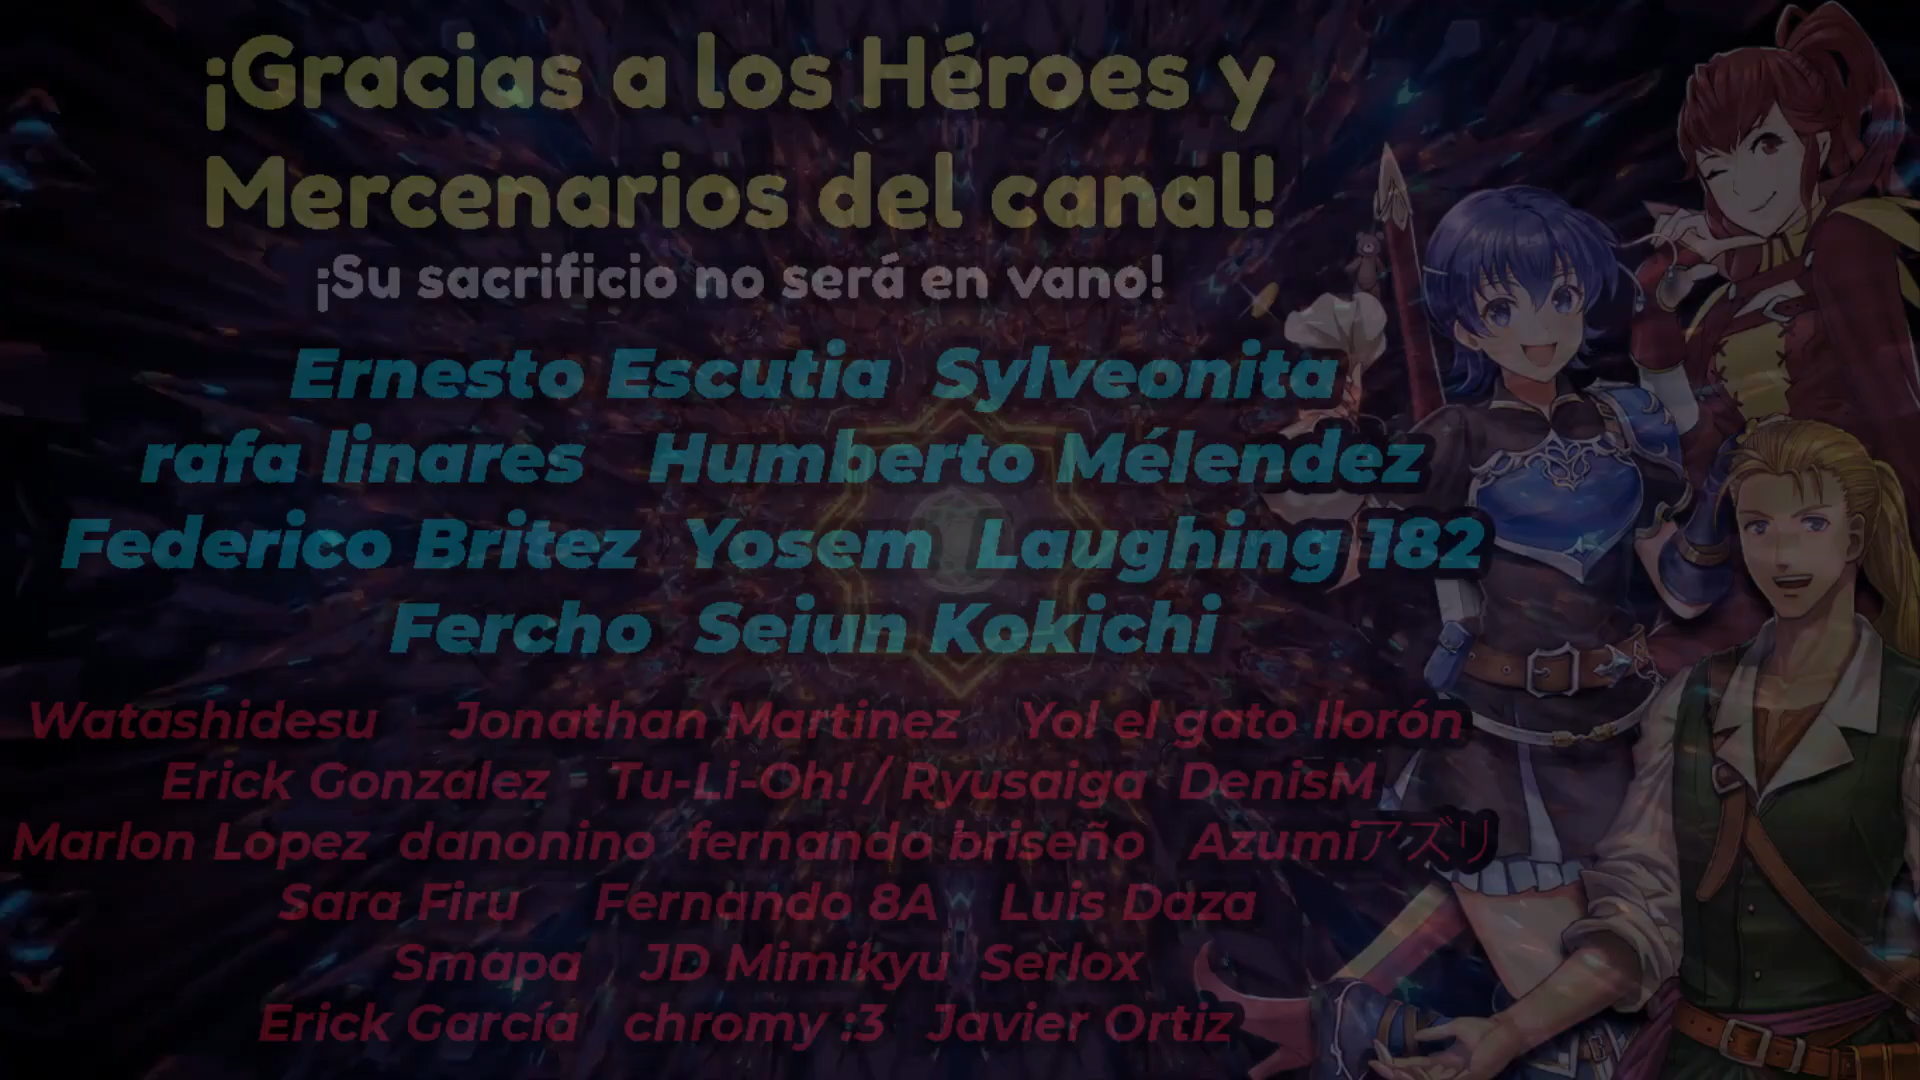 ¡Gracias a los Héroes y
Mercenarios del canal!
¡Su sacrificio no será en vano!
Ernesto Escutia Sylveonita
rafa linares Humberto Mélendez
Federico Britez Yosem Laughing 182
Fercho Seiun Kokichi
Watashidesu Jonathan Martinez Yol el gato llorón
Erick Gonzalez Tu-Li-Oh! / Ryusaiga DenisM
Marlon Lopez danonino fernando briseño Azumiアズリ
Sara Firu Fernando 8A Luis Daza
Smapa JD Mimikyu Serlox
Erick García chromy :3 Javier Ortiz